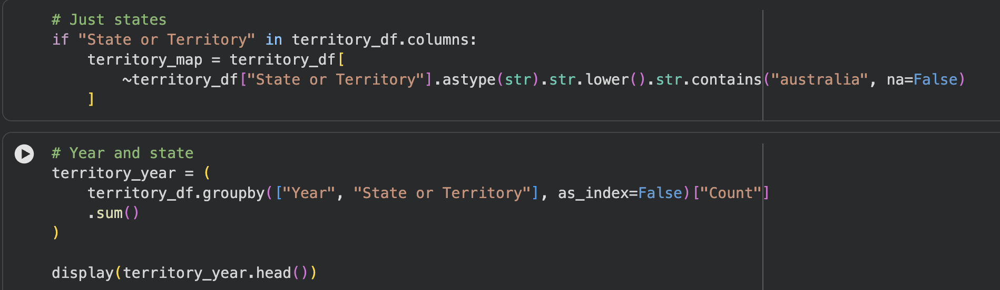 # Just states
if "State or Territory" in territory_df.columns:
    territory_map = territory_df[
        ~territory_df["State or Territory"].astype(str).str.lower().str.contains("australia", na=False)
    ]
# Year and state
territory_year = (
    territory_df.groupby(["Year", "State or Territory"], as_index=False)["Count"]
    .sum()
)
display(territory_year.head())